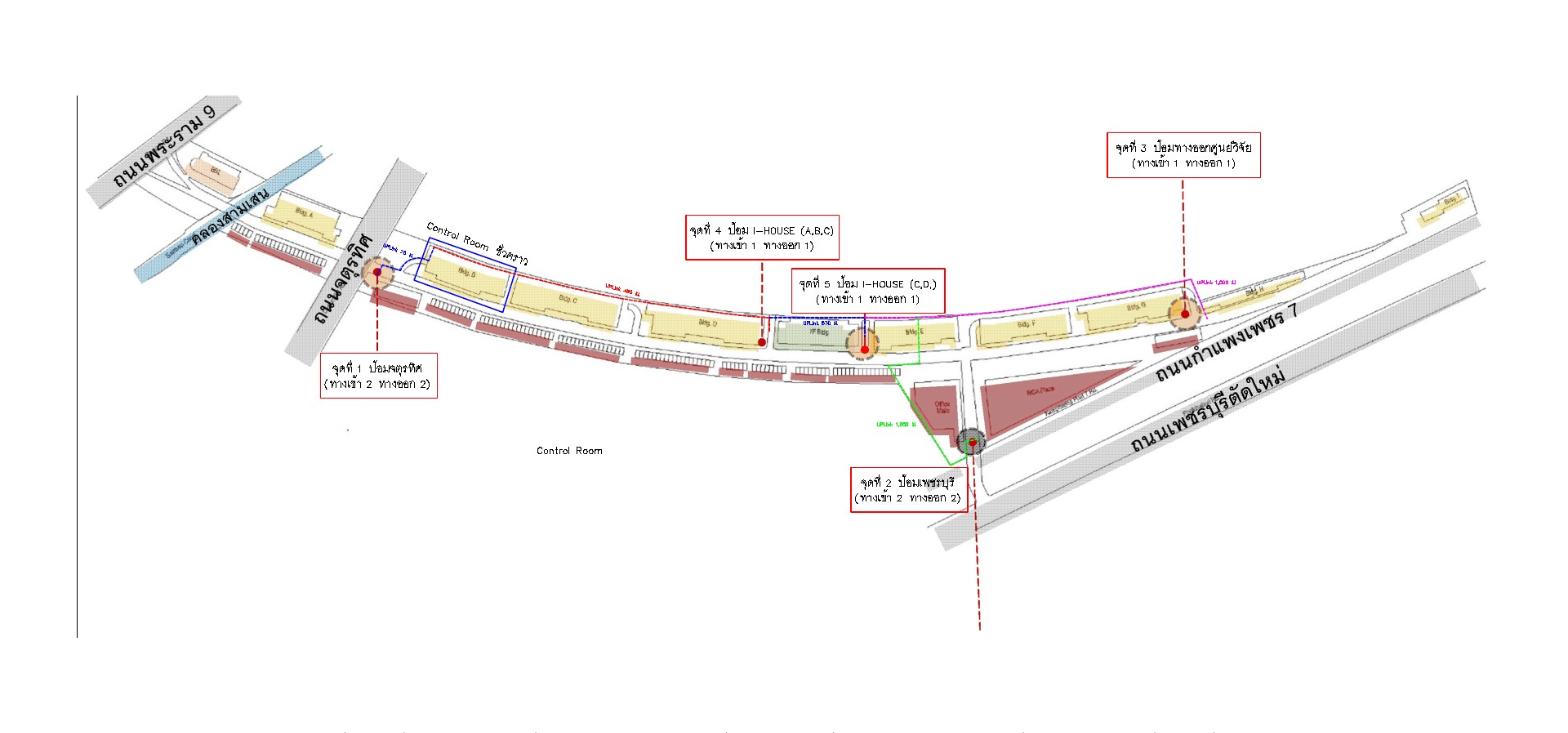 ถนนพระราม 9
คลองสามเสน
Bldg. A
ถนนจตุรทิศ
Control Room ชั่วคราว
Bldg. B
Bldg. C
Bldg. D
Bldg. E
Bldg. F
Bldg. G
Bldg. H
จุดที่ 1 ป้อมจตุรทิศ
(ทางเข้า 2 ทางออก 2)
จุดที่ 4 ป้อม I-HOUSE (A,B,C)
(ทางเข้า 1 ทางออก 1)
จุดที่ 5 ป้อม I-HOUSE (C,D,)
(ทางเข้า 1 ทางออก 1)
จุดที่ 3 ป้อมทางออกศูนย์วิจัย
(ทางเข้า 1 ทางออก 1)
Office
RCA Plaza
ถนนกำแพงเพชร 7
ถนนเพชรบุรีตัดใหม่
Control Room
จุดที่ 2 ป้อมเพชรบุรี
(ทางเข้า 2 ทางออก 2)